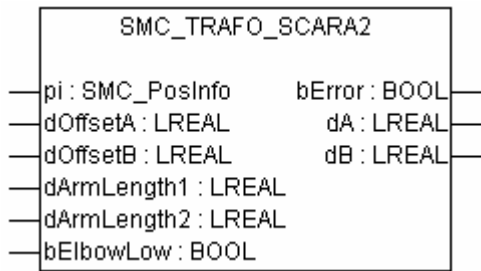 SMC_TRAFO_SCARA2
pi : SMC_PosInfo bError : BOOL
dOffsetA : LREAL dA : LREAL
dOffsetB : LREAL dB : LREAL
dArmLength1 : LREAL
dArmLength2 : LREAL
bElbowLow : BOOL